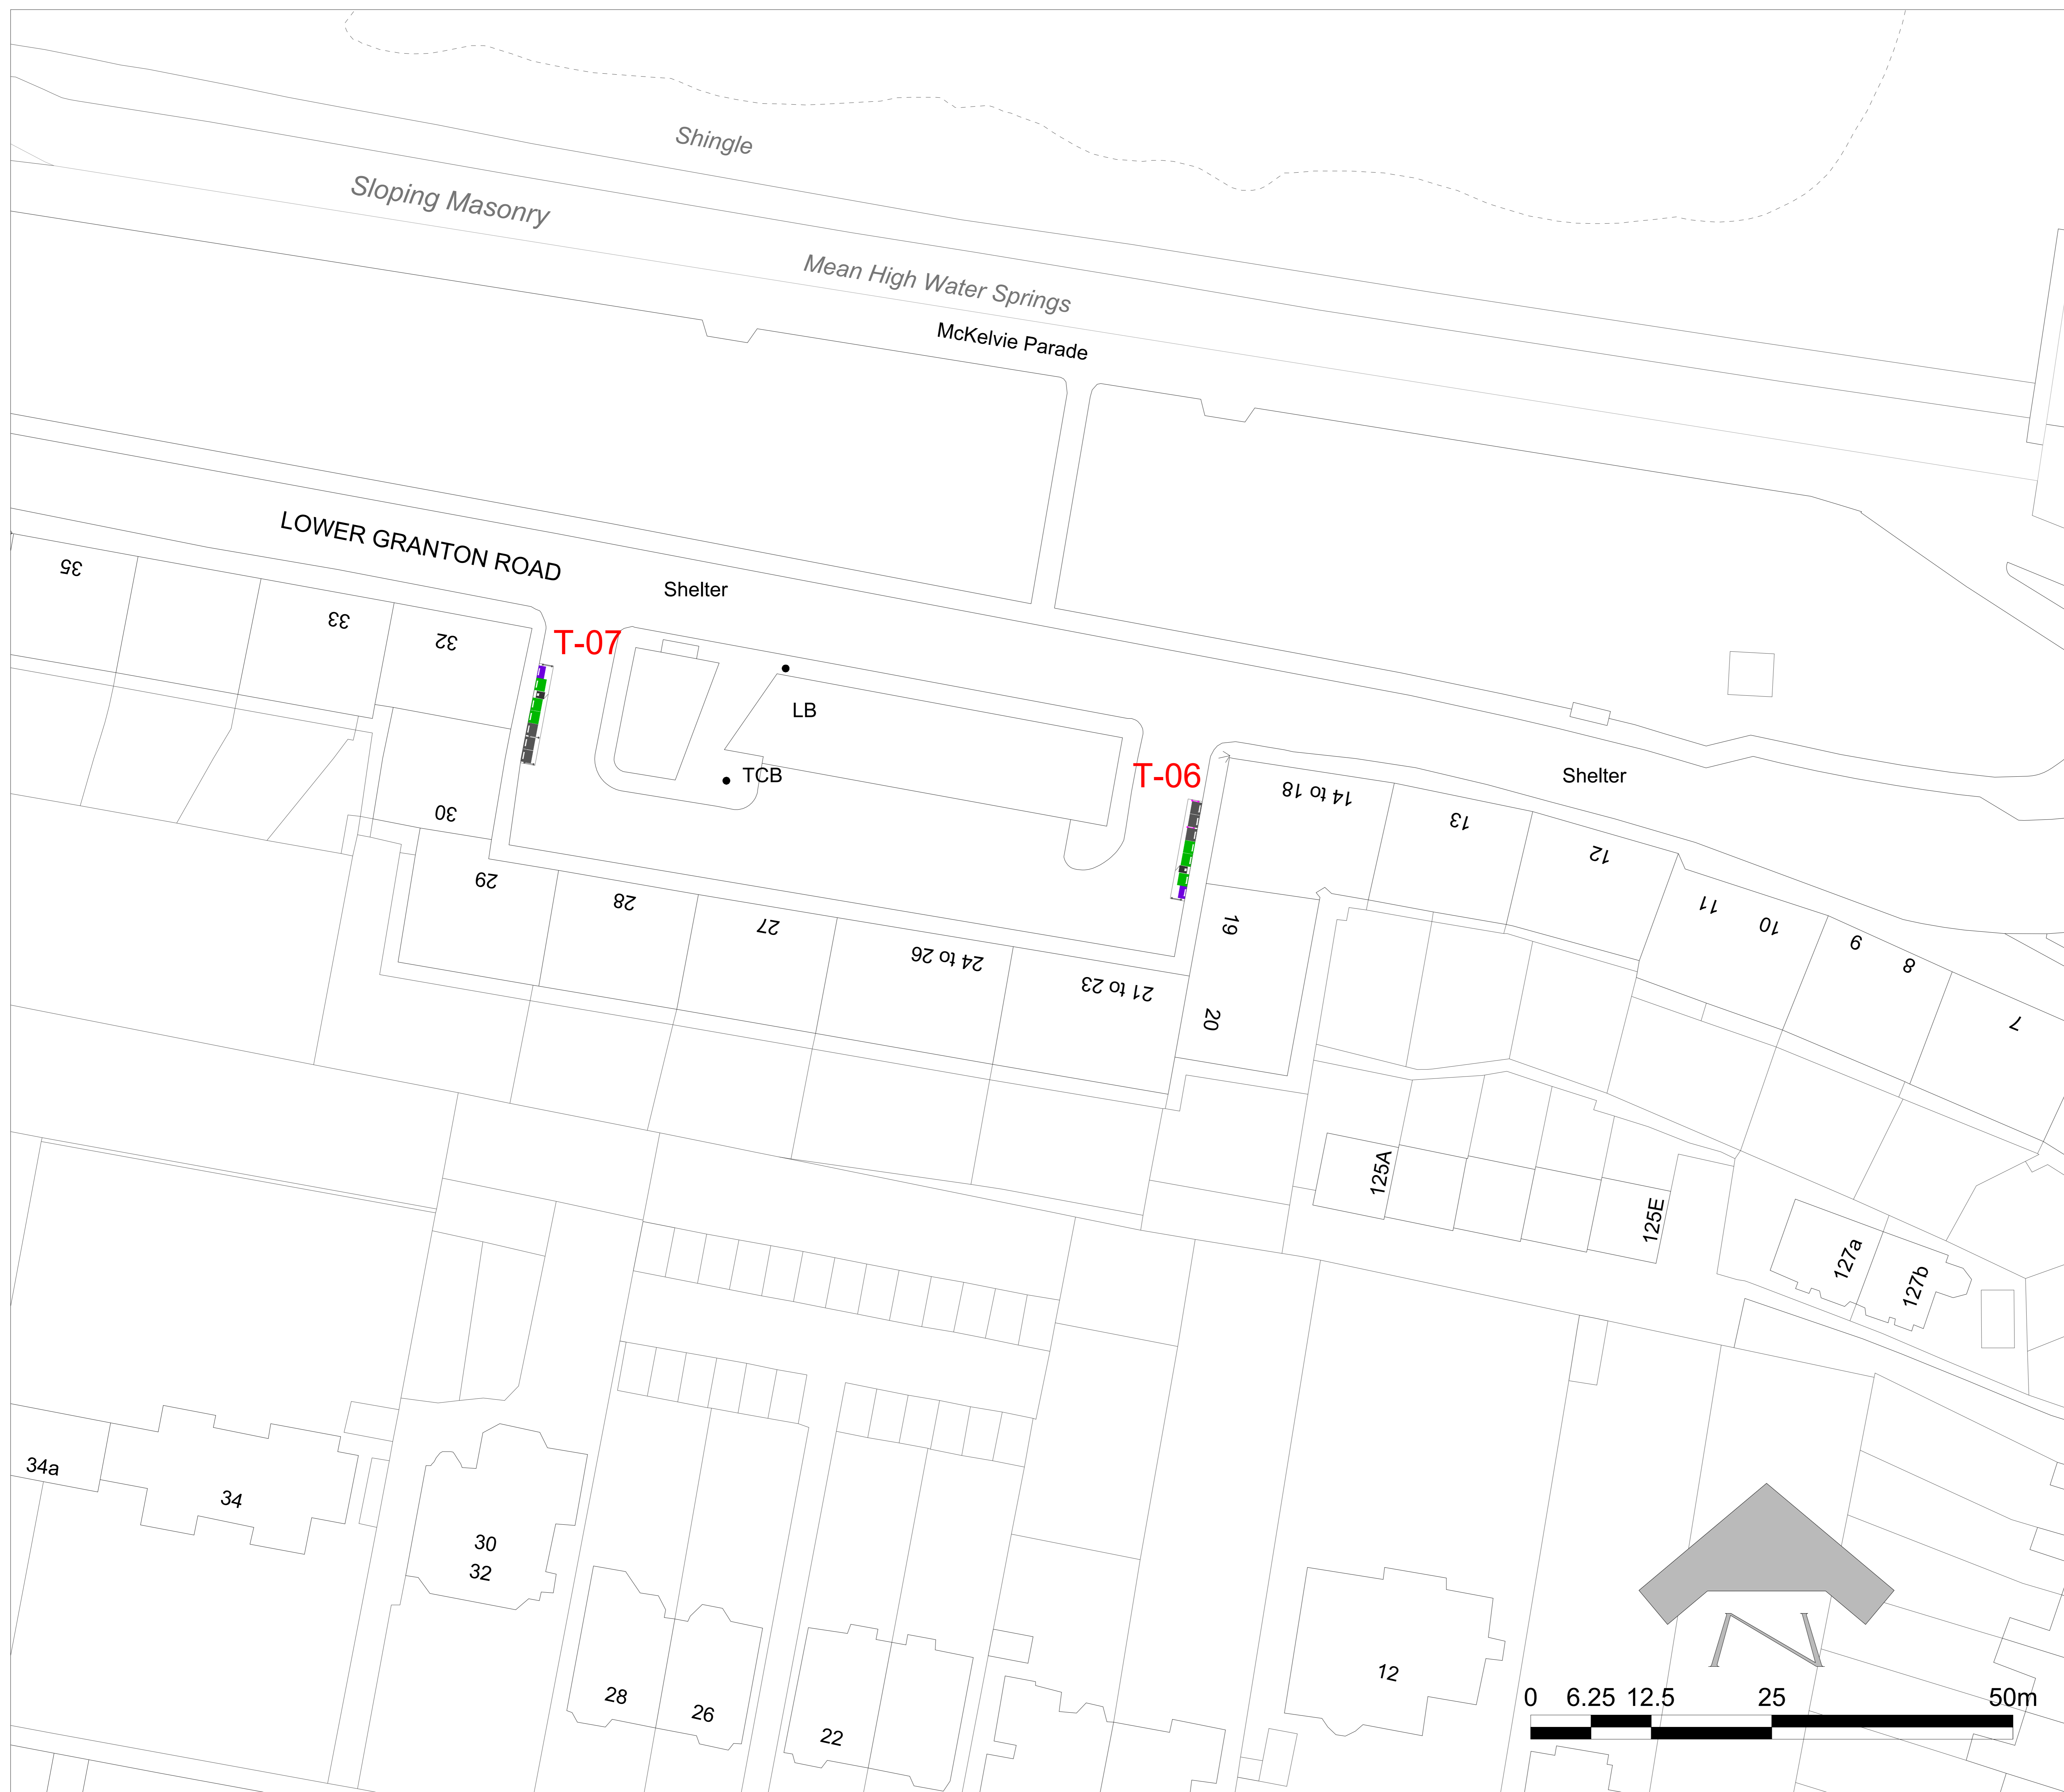 Shingle
Sloping Masonry
Mean High Water Springs
McKelvie Parade
LOWER GRANTON ROAD
Shelter
35
33
32
T-07
LB
TCB
T-06
Shelter
14 to 18
13
12
30
29
28
27
24 to 26
21 to 23
19
20
11
10
9
8
7
125A
125E
127a
127b
34a
34
30
32
28
26
22
12
N
0 6.25 12.5 25 50m